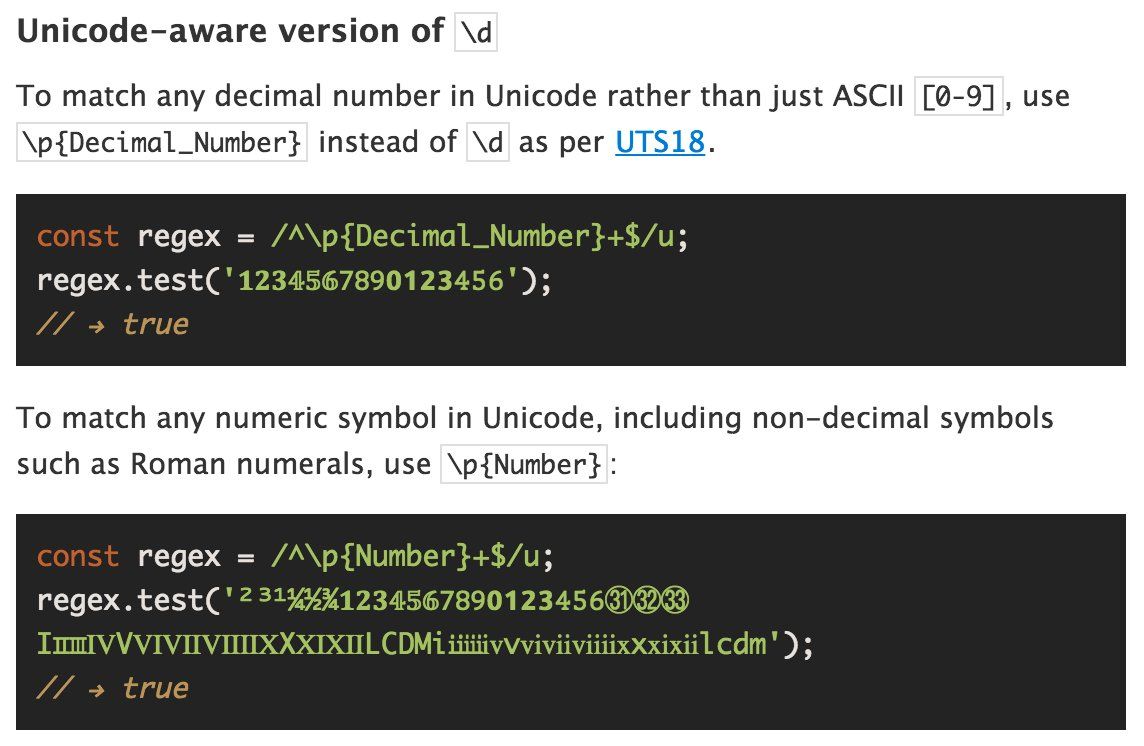 Unicode-aware version of \d
To match any decimal number in Unicode rather than just ASCII [0-9], use
\p{Decimal_Number} instead of \d as per UTS18.
const regex = /^\p{Decimal_Number}+$/u;
regex.test('𝟏𝟐𝟑𝟜𝟝𝟞𝟩𝟪𝟫𝟬𝟭𝟮𝟯𝟺𝟻𝟼');
// → true
To match any numeric symbol in Unicode, including non-decimal symbols
such as Roman numerals, use \p{Number}:
const regex = /^\p{Number}+$/u;
regex.test('²³¹¼½¾𝟏𝟐𝟑𝟜𝟝𝟞𝟩𝟪𝟫𝟬𝟭𝟮𝟯𝟺𝟻𝟼㉛㉜㉝
ⅠⅡⅢⅣⅤⅥⅦⅧⅨⅩⅪⅫⅬⅭⅮⅯⅰⅱⅲⅳⅴⅵⅶⅷⅸⅹⅺⅻⅼⅽⅾⅿ');
// → true